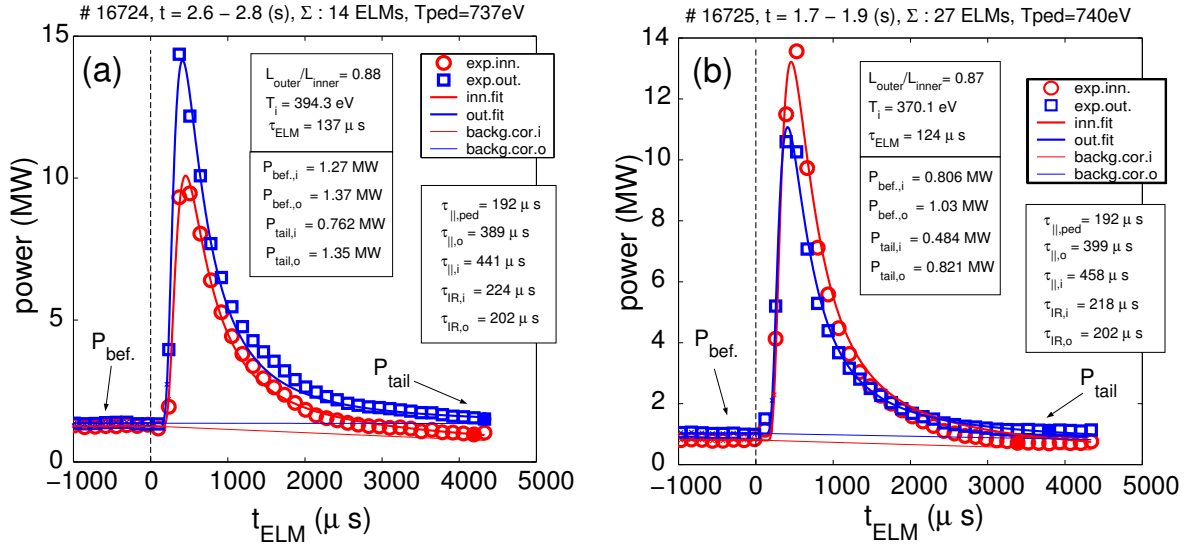 # 16724, t = 2.6 − 2.8 (s), Σ : 14 ELMs, Tped=737eV
(a)
L_outer/L_inner = 0.88
T_i = 394.3 eV
τ_ELM = 137 μ s
P_bef.,i = 1.27 MW
P_bef.,o = 1.37 MW
P_tail,i = 0.762 MW
P_tail,o = 1.35 MW
exp.inn.
exp.out.
inn.fit
out.fit
backg.cor.i
backg.cor.o
τ_||,ped = 192 μ s
τ_||,o = 389 μ s
τ_||,i = 441 μ s
τ_IR,i = 224 μ s
τ_IR,o = 202 μ s
P_bef.
P_tail
power (MW)
15
10
5
0
−1000 0 1000 2000 3000 4000 5000
t_ELM (μ s)
# 16725, t = 1.7 − 1.9 (s), Σ : 27 ELMs, Tped=740eV
(b)
L_outer/L_inner = 0.87
T_i = 370.1 eV
τ_ELM = 124 μ s
P_bef.,i = 0.806 MW
P_bef.,o = 1.03 MW
P_tail,i = 0.484 MW
P_tail,o = 0.821 MW
exp.inn.
exp.out.
inn.fit
out.fit
backg.cor.i
backg.cor.o
τ_||,ped = 192 μ s
τ_||,o = 399 μ s
τ_||,i = 458 μ s
τ_IR,i = 218 μ s
τ_IR,o = 202 μ s
P_bef.
P_tail
power (MW)
14
12
10
8
6
4
2
0
−1000 0 1000 2000 3000 4000 5000
t_ELM (μ s)